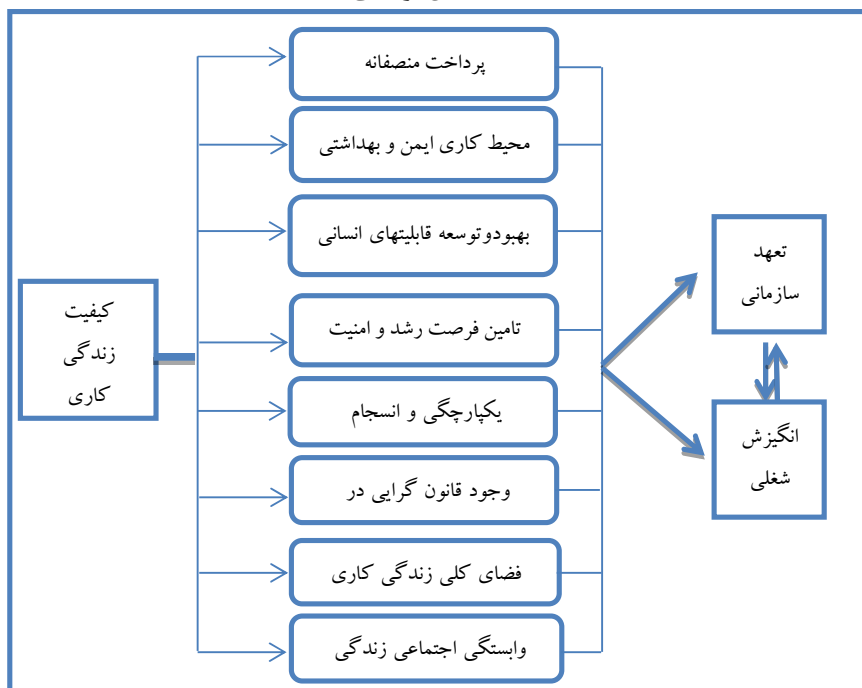 پرداخت منصفانه
محیط کاری ایمن و بهداشتی
بهبودوتوسعه قابلیتهای انسانی
تامین فرصت رشد و امنیت
یکپارچگی و انسجام
وجود قانون گرایی در
فضای کلی زندگی کاری
وابستگی اجتماعی زندگی
کیفیت
زندگی
کاری
تعهد
سازمانی
انگیزش
شغلی